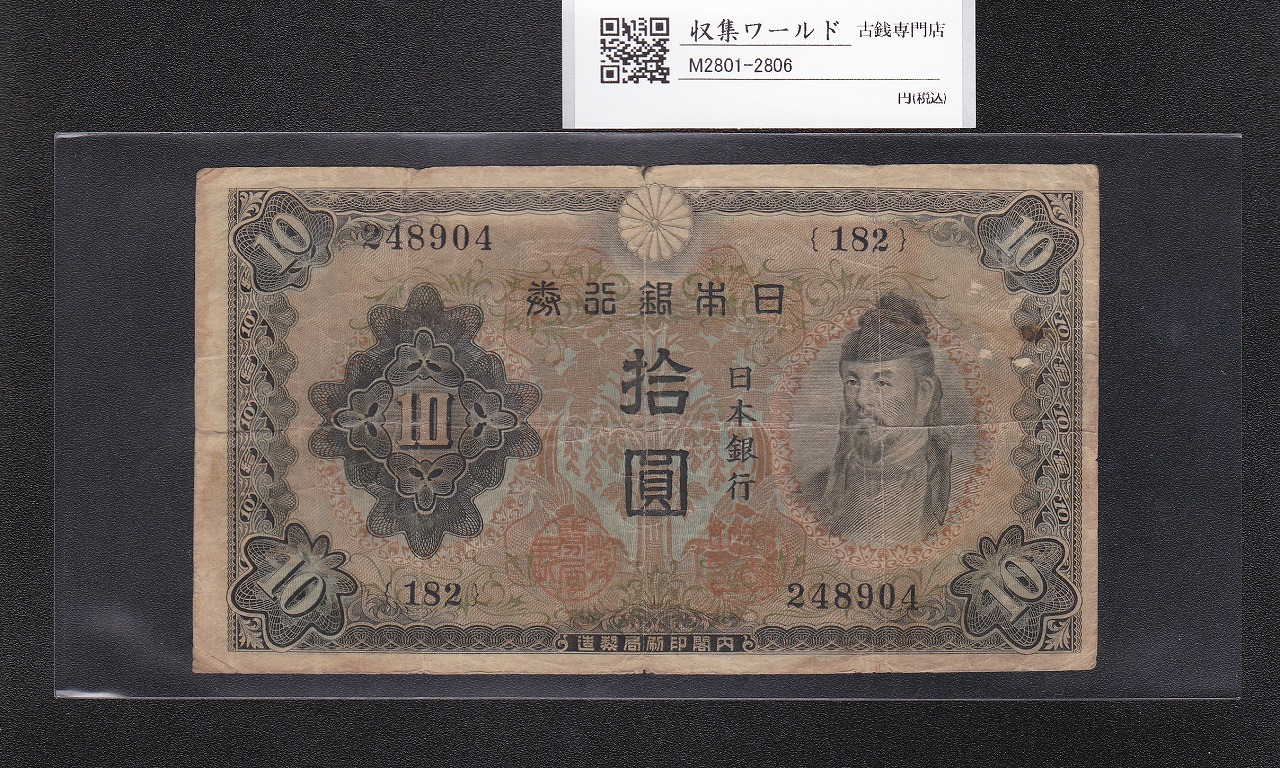 収集ワールド 古銭専門店
M2801-2806
円(税込)
10 10
248904 {182}
券行銀本日
拾圓
日本銀行
10
{182} 248904
10 10
造製局刷印閣内